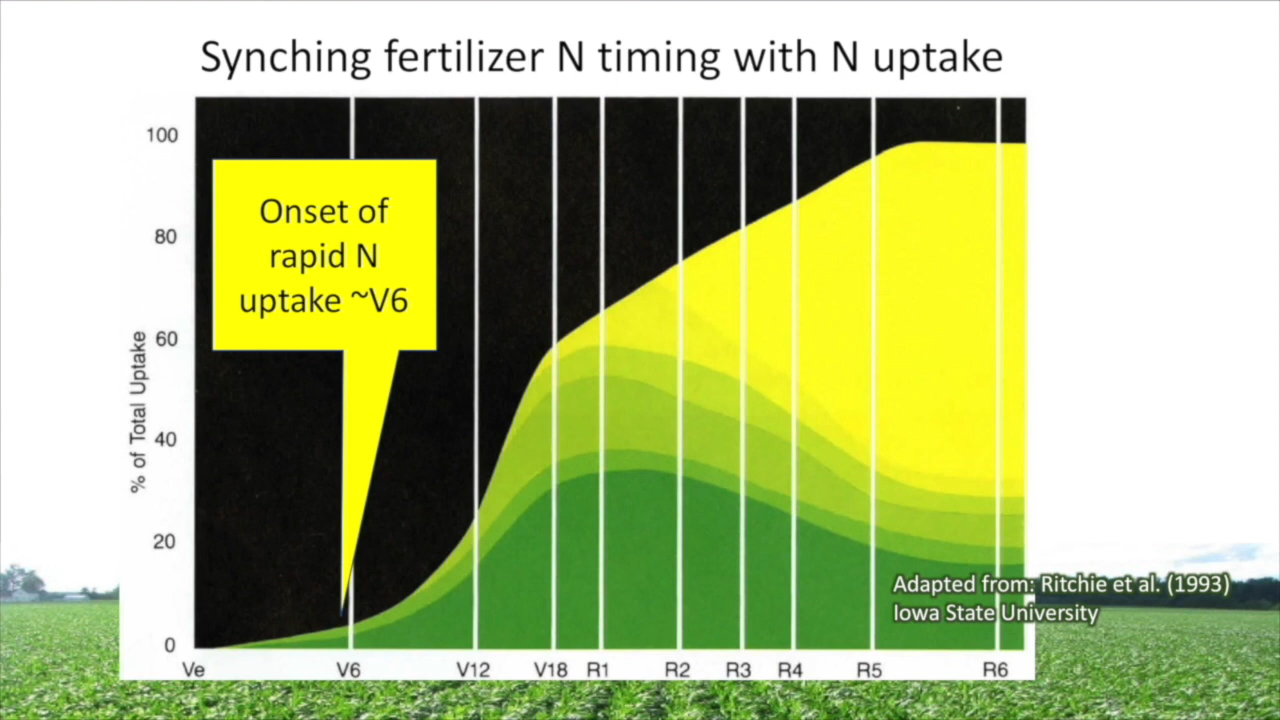 Synching fertilizer N timing with N uptake
100
80
60
40
20
0
% of Total Uptake
Onset of
rapid N
uptake ~V6
Adapted from: Ritchie et al. (1993)
Iowa State University
Ve V6 V12 V18 R1 R2 R3 R4 R5 R6